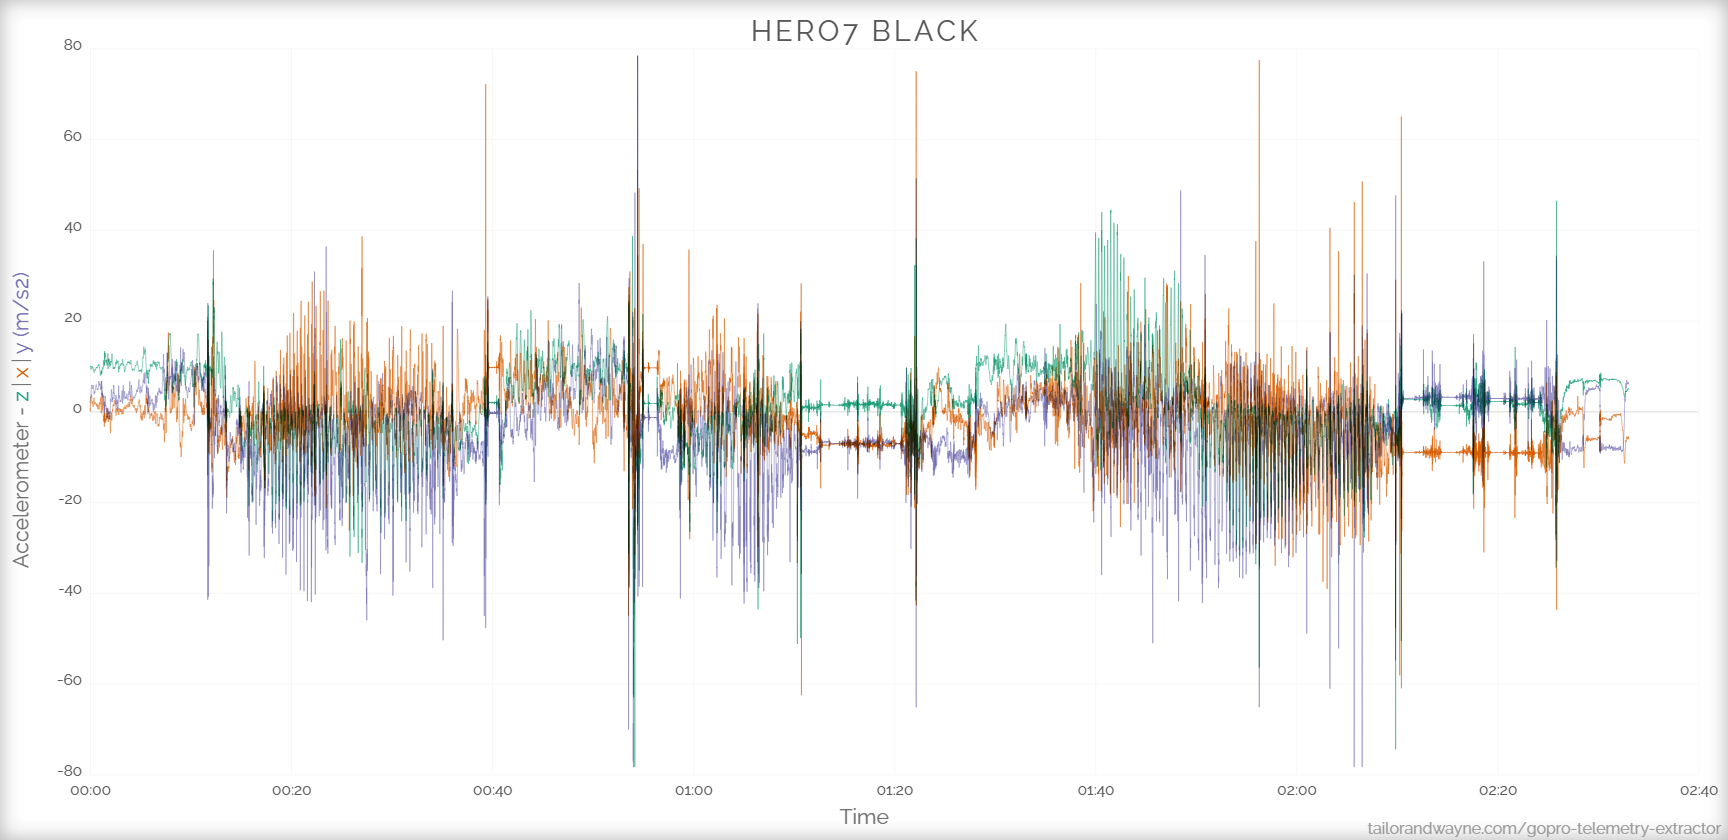 HERO7 BLACK
80
60
40
20
0
-20
-40
-60
-80
Accelerometer - z | x | y (m/s2)
00:00 00:20 00:40 01:00 01:20 01:40 02:00 02:20 02:40
Time
tailorandwayne.com/gopro-telemetry-extractor